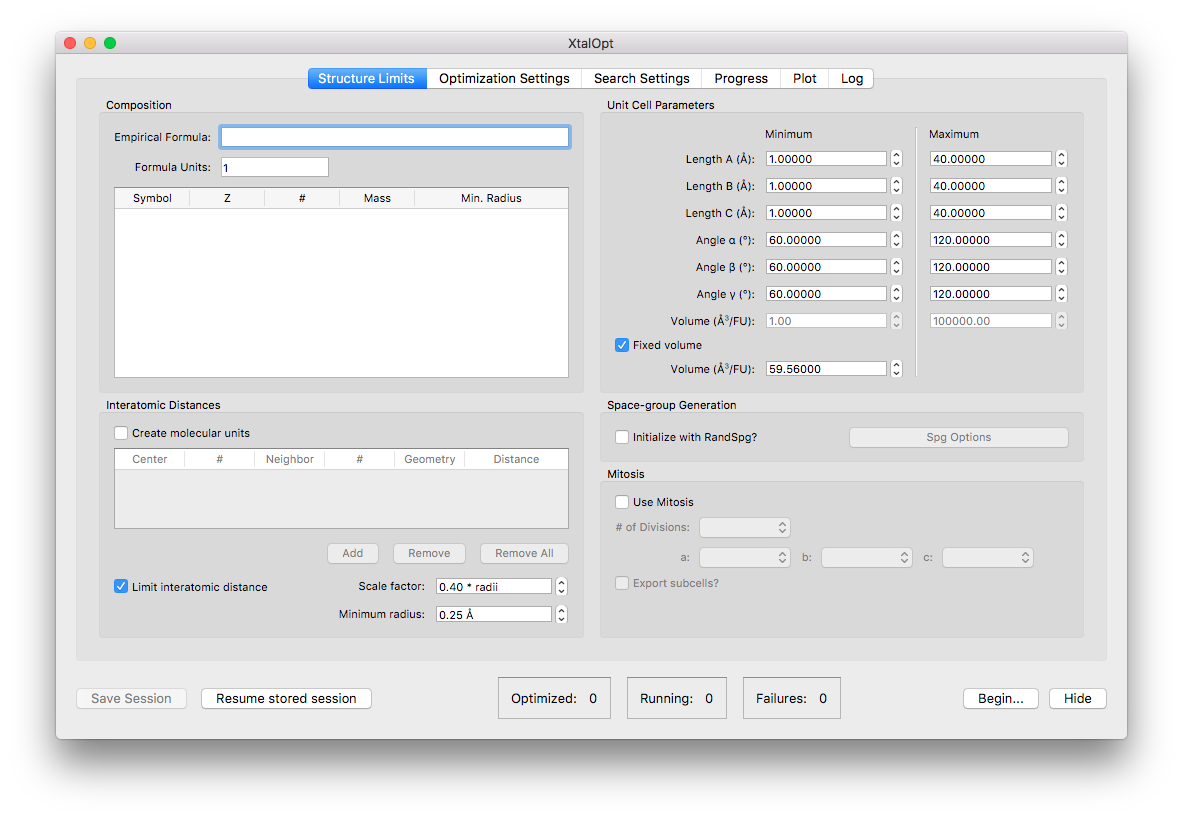 XtalOpt
Structure Limits Optimization Settings Search Settings Progress Plot Log
Composition
Empirical Formula:
Formula Units: 1
Symbol Z # Mass Min. Radius
Interatomic Distances
Create molecular units
Center # Neighbor # Geometry Distance
Add Remove Remove All
Limit interatomic distance Scale factor: 0.40 * radii
Minimum radius: 0.25 Å
Unit Cell Parameters
Minimum Maximum
Length A (Å): 1.00000 40.00000
Length B (Å): 1.00000 40.00000
Length C (Å): 1.00000 40.00000
Angle α (°): 60.00000 120.00000
Angle β (°): 60.00000 120.00000
Angle γ (°): 60.00000 120.00000
Volume (Å³/FU): 1.00 100000.00
Fixed volume
Volume (Å³/FU): 59.56000
Space-group Generation
Initialize with RandSpg? Spg Options
Mitosis
Use Mitosis
# of Divisions:
a: b: c:
Export subcells?
Save Session Resume stored session Optimized: 0 Running: 0 Failures: 0 Begin... Hide